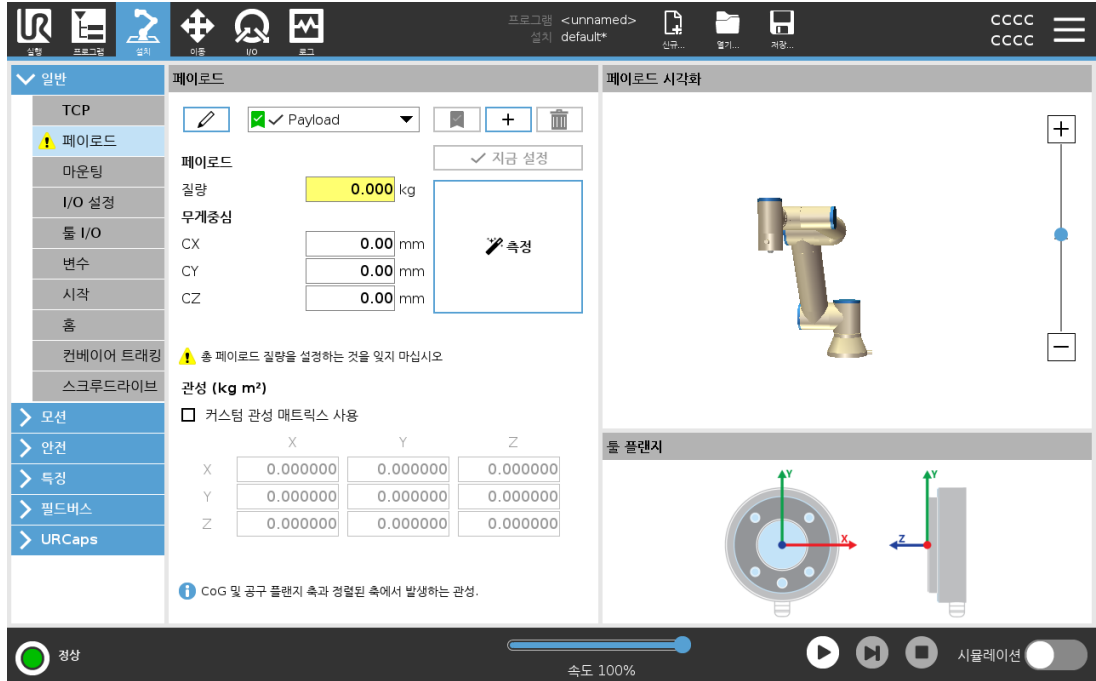 프로그램 <unnamed>
설치 default*
실행 프로그램 설치 이동 I/O 로그
신규... 열기... 저장...
cccc
cccc
일반
TCP
페이로드
마운팅
I/O 설정
툴 I/O
변수
시작
홈
컨베이어 트래킹
스크루드라이브
모션
안전
특징
필드버스
URCaps
페이로드
Payload
페이로드
지금 설정
질량 0.000 kg
무게중심
CX 0.00 mm
CY 0.00 mm
CZ 0.00 mm
측정
총 페이로드 질량을 설정하는 것을 잊지 마십시오
관성 (kg m²)
커스텀 관성 매트릭스 사용
X Y Z
X 0.000000 0.000000 0.000000
Y 0.000000 0.000000 0.000000
Z 0.000000 0.000000 0.000000
CoG 및 공구 플랜지 축과 정렬된 축에서 발생하는 관성.
페이로드 시각화
툴 플랜지
Y
X
Y
Z
정상
속도 100%
시뮬레이션